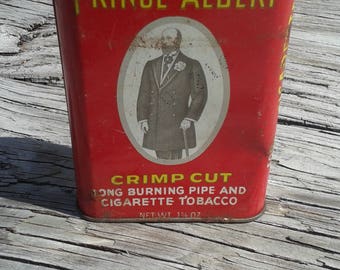 PRINCE ALBERT
CRIMP CUT
LONG BURNING PIPE AND
CIGARETTE TOBACCO
NET WT. 1½ OZ